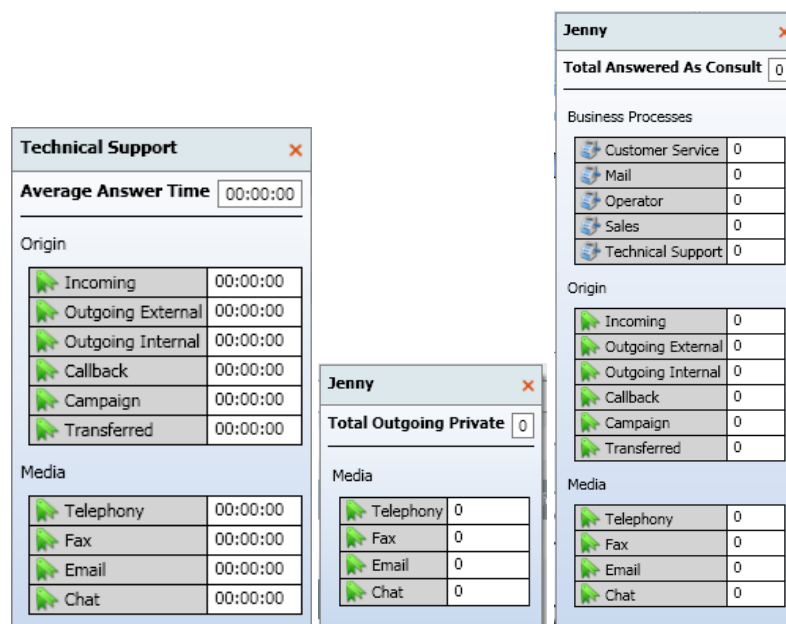 Technical Support
Average Answer Time 00:00:00
Origin
Incoming 00:00:00
Outgoing External 00:00:00
Outgoing Internal 00:00:00
Callback 00:00:00
Campaign 00:00:00
Transferred 00:00:00
Media
Telephony 00:00:00
Fax 00:00:00
Email 00:00:00
Chat 00:00:00
Jenny
Total Outgoing Private 0
Media
Telephony 0
Fax 0
Email 0
Chat 0
Jenny
Total Answered As Consult 0
Business Processes
Customer Service 0
Mail 0
Operator 0
Sales 0
Technical Support 0
Origin
Incoming 0
Outgoing External 0
Outgoing Internal 0
Callback 0
Campaign 0
Transferred 0
Media
Telephony 0
Fax 0
Email 0
Chat 0